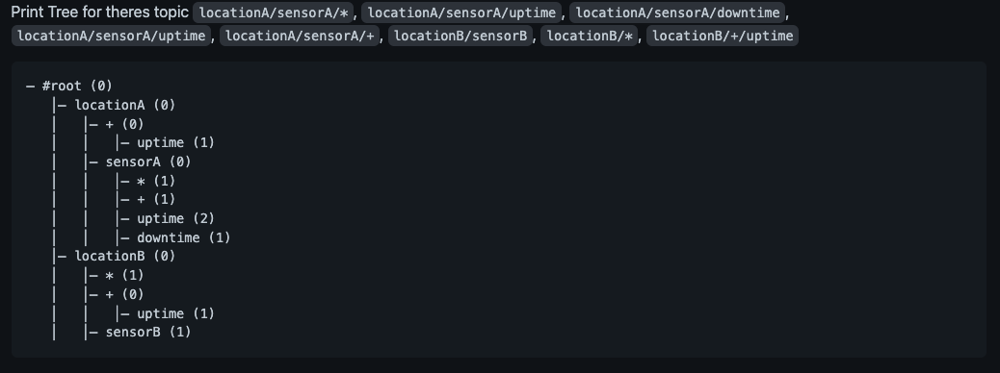 Print Tree for theres topic locationA/sensorA/*, locationA/sensorA/uptime, locationA/sensorA/downtime,
locationA/sensorA/uptime, locationA/sensorA/+, locationB/sensorB, locationB/*, locationB/+/uptime
— #root (0)
   │— locationA (0)
   │   │— + (0)
   │   │   │— uptime (1)
   │   │— sensorA (0)
   │   │   │— * (1)
   │   │   │— + (1)
   │   │   │— uptime (2)
   │   │   │— downtime (1)
   │— locationB (0)
   │   │— * (1)
   │   │— + (0)
   │   │   │— uptime (1)
   │   │— sensorB (1)